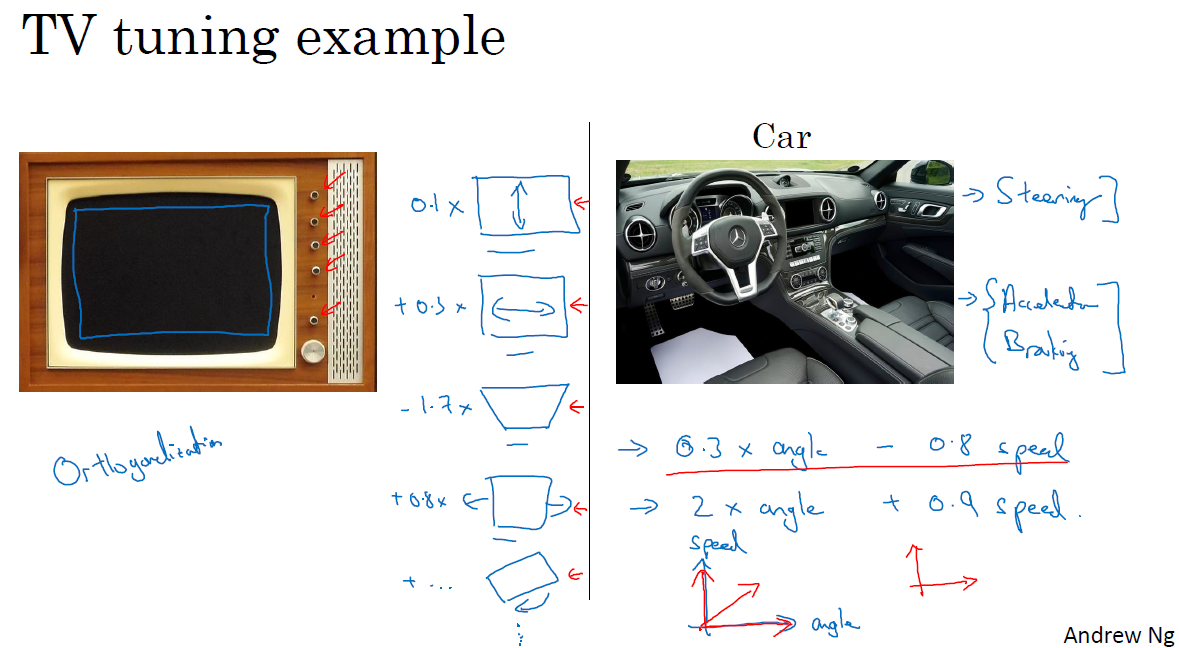 TV tuning example
Orthogonalization
0.1 x
+ 0.3 x
- 1.7 x
+ 0.8 x
+ ...
Car
→ Steering ]
→ { Acceleration
Braking
→ 0.3 x angle - 0.8 speed
→ 2 x angle + 0.9 speed.
speed
angle
Andrew Ng